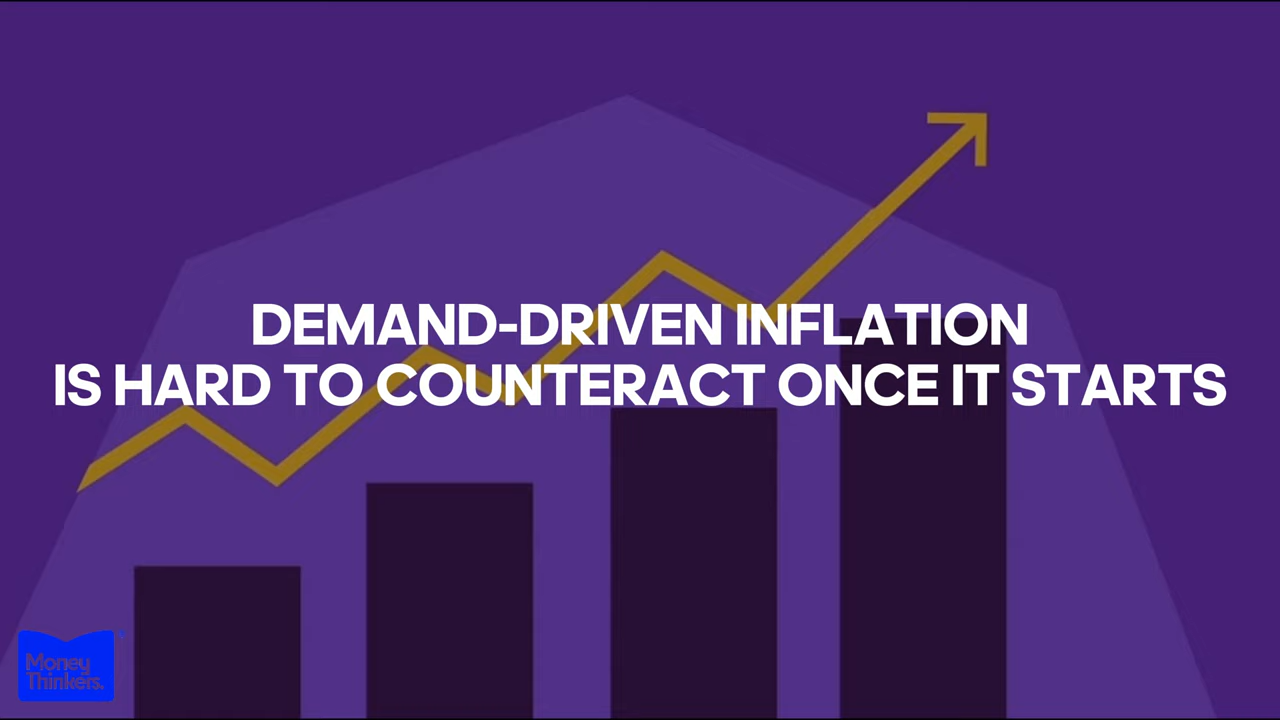 DEMAND-DRIVEN INFLATION
IS HARD TO COUNTERACT ONCE IT STARTS
Money
Thinkers.